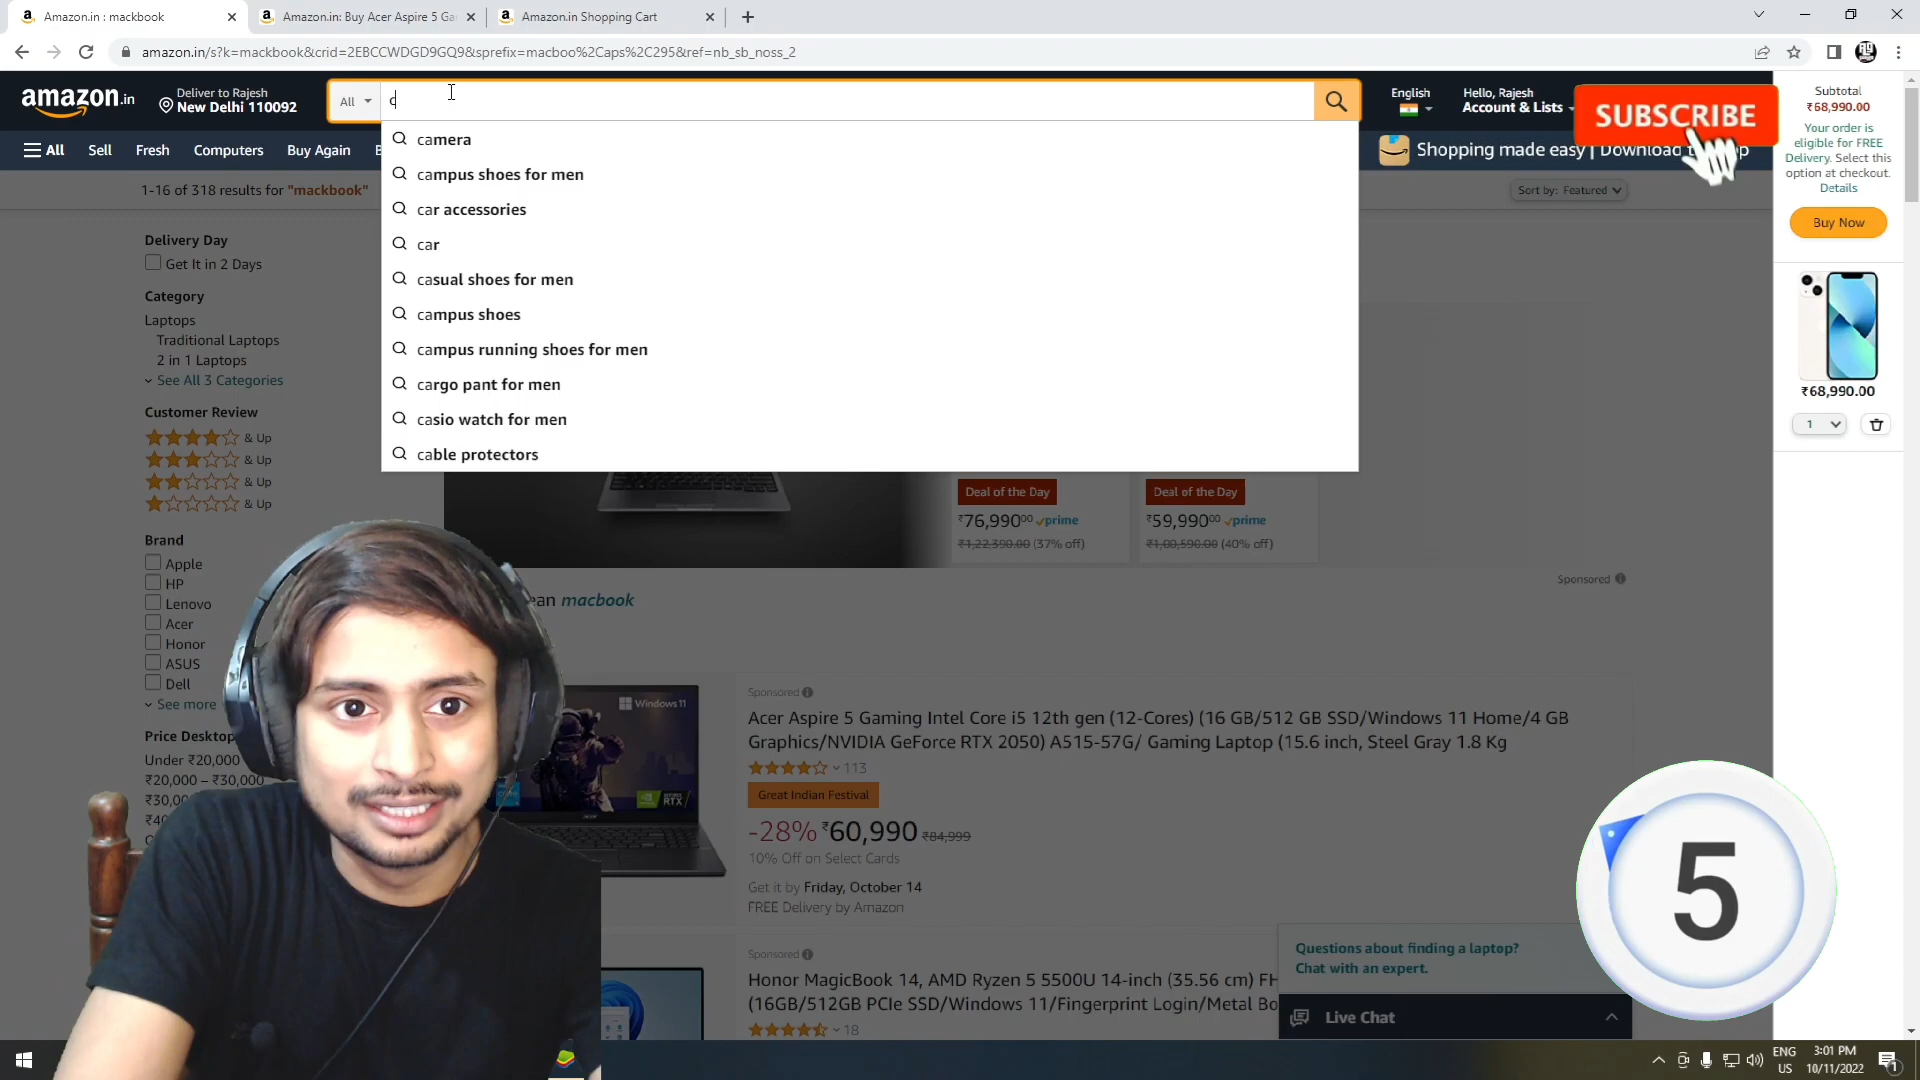 Amazon.in : mackbook
Amazon.in: Buy Acer Aspire 5 Ga
Amazon.in Shopping Cart
amazon.in/s?k=mackbook&crid=2EBCCWDGD9GQ9&sprefix=macboo%2Caps%2C295&ref=nb_sb_noss_2
amazon.in
Deliver to Rajesh
New Delhi 110092
All
c
English
Hello, Rajesh
Account & Lists
SUBSCRIBE
All
Sell
Fresh
Computers
Buy Again
Shopping made easy | Download
1-16 of 318 results for "mackbook"
Sort by: Featured
camera
campus shoes for men
car accessories
car
casual shoes for men
campus shoes
campus running shoes for men
cargo pant for men
casio watch for men
cable protectors
Subtotal
₹68,990.00
Your order is
eligible for FREE
Delivery. Select this
option at checkout.
Details
Buy Now
₹68,990.00
1
Delivery Day
Get It in 2 Days
Category
Laptops
Traditional Laptops
2 in 1 Laptops
See All 3 Categories
Customer Review
& Up
& Up
& Up
& Up
Brand
Apple
HP
Lenovo
Acer
Honor
ASUS
Dell
See more
Price Desktop
Under ₹20,000
₹20,000 – ₹30,000
₹30,00
Deal of the Day
₹76,990.00 prime
₹1,22,390.00 (37% off)
Deal of the Day
₹59,990.00 prime
₹1,00,590.00 (40% off)
Sponsored
ean macbook
Windows 11
RTX
acer
Sponsored
Acer Aspire 5 Gaming Intel Core i5 12th gen (12-Cores) (16 GB/512 GB SSD/Windows 11 Home/4 GB
Graphics/NVIDIA GeForce RTX 2050) A515-57G/ Gaming Laptop (15.6 inch, Steel Gray 1.8 Kg
113
Great Indian Festival
-28% ₹60,990 ₹84,999
10% Off on Select Cards
Get it by Friday, October 14
FREE Delivery by Amazon
Sponsored
Honor MagicBook 14, AMD Ryzen 5 5500U 14-inch (35.56 cm) FH
(16GB/512GB PCIe SSD/Windows 11/Fingerprint Login/Metal Bo
18
Questions about finding a laptop?
Chat with an expert.
Live Chat
5
ENG
US
3:01 PM
10/11/2022
1